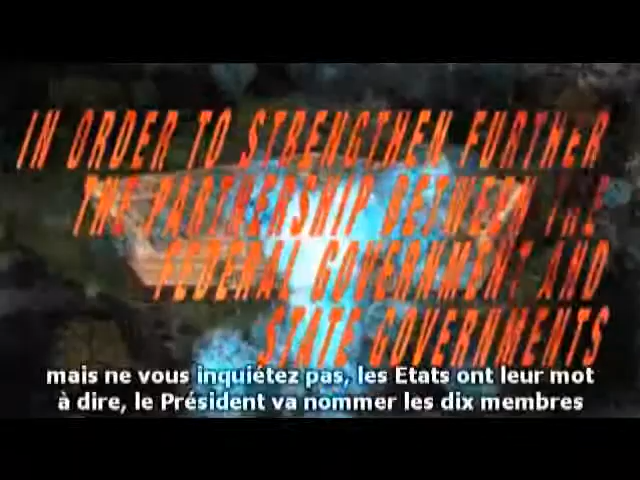 IN ORDER TO STRENGTHEN FURTHER
THE PARTNERSHIP BETWEEN THE
FEDERAL GOVERNMENT AND
STATE GOVERNMENTS
mais ne vous inquiétez pas, les Etats ont leur mot
à dire, le Président va nommer les dix membres